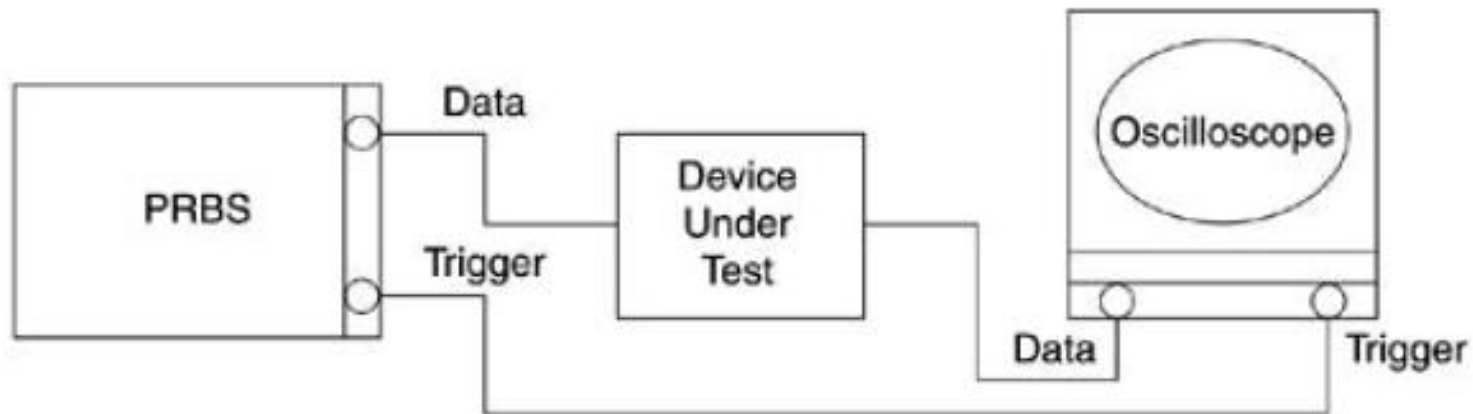 Data
PRBS
Trigger
Device
Under
Test
Oscilloscope
Data
Trigger